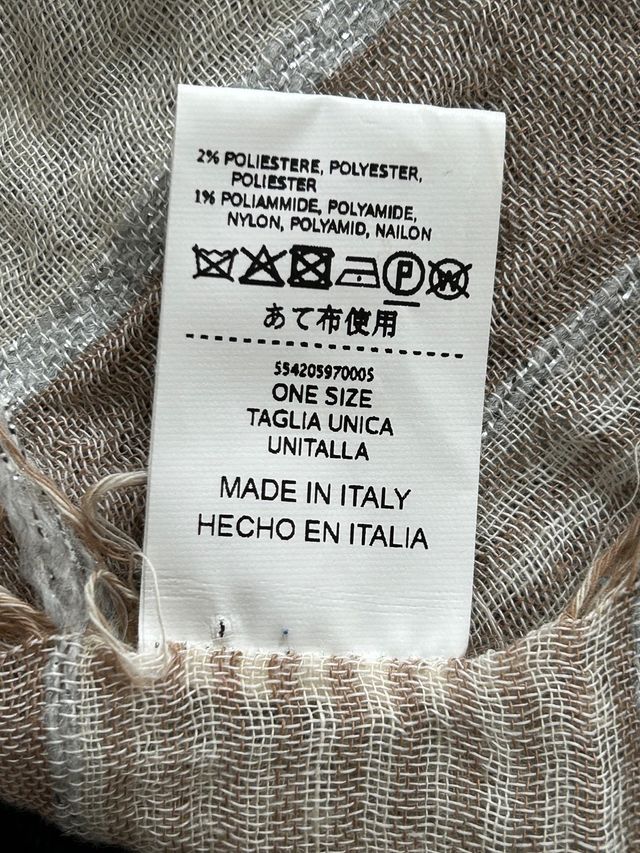 2% POLIESTERE, POLYESTER,
POLIESTER
1% POLIAMMIDE, POLYAMIDE,
NYLON, POLYAMID, NAILON
P W
あて布使用
55420597000S
ONE SIZE
TAGLIA UNICA
UNITALLA
MADE IN ITALY
HECHO EN ITALIA